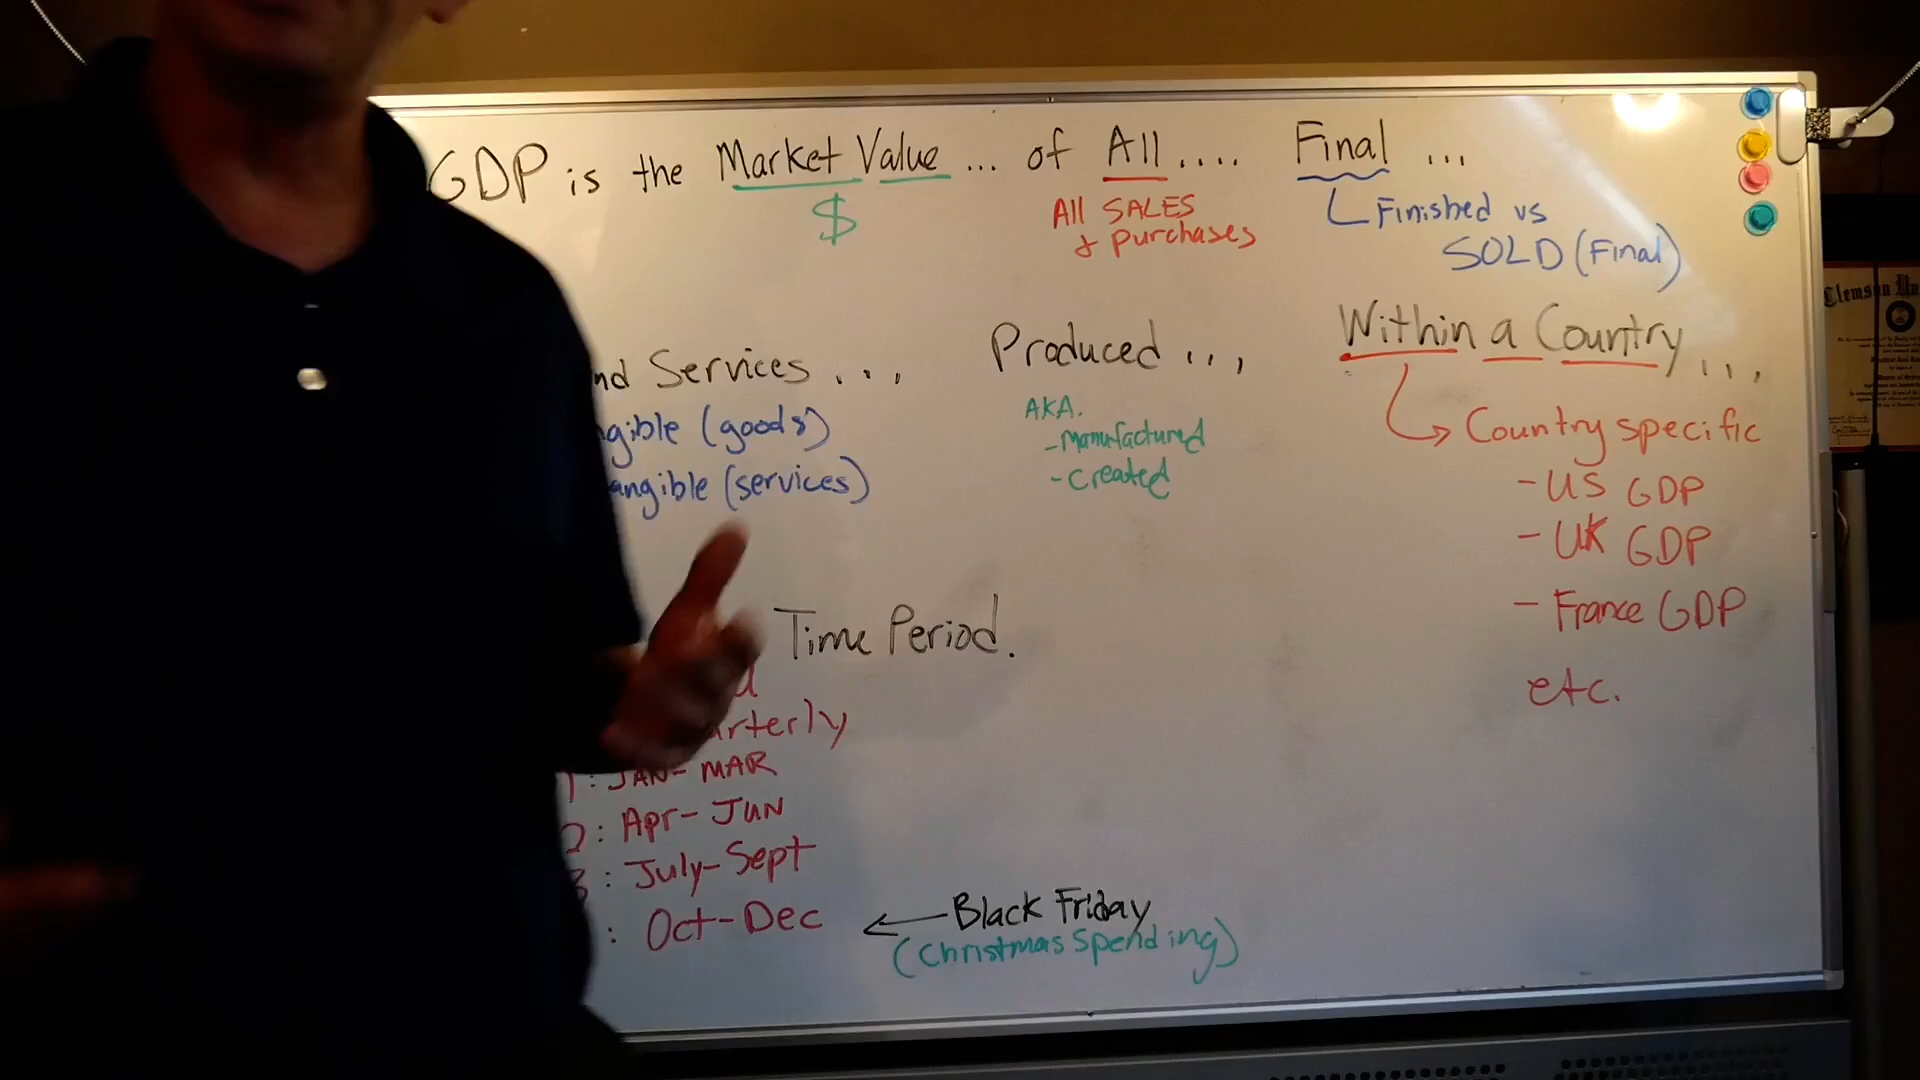 GDP is the Market Value ... of All .... Final ...
$
All SALES
& Purchases
Finished vs
SOLD (Final)
nd Services ...,
gible (goods)
angible (services)
Produced ...,
AKA.
- Manufactured
- Created
Within a Country ...,
Country specific
- US GDP
- UK GDP
- France GDP
etc.
Time Period.
rterly
1: JAN- MAR
2: Apr- JUN
3: July-Sept
: Oct-Dec
Black Friday
(Christmas Spending)